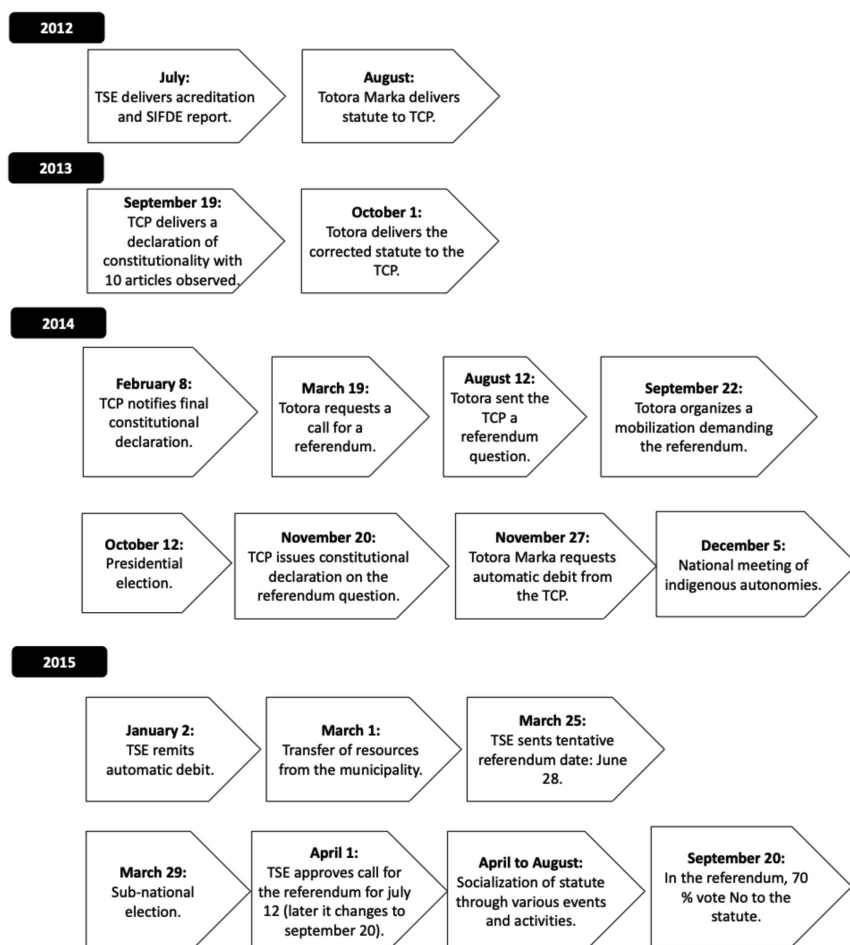 2012
July:
TSE delivers acreditation
and SIFDE report.
August:
Totora Marka delivers
statute to TCP.
2013
September 19:
TCP delivers a
declaration of
constitutionality with
10 articles observed.
October 1:
Totora delivers the
corrected statute to the
TCP.
2014
February 8:
TCP notifies final
constitutional
declaration.
March 19:
Totora requests a
call for a
referendum.
August 12:
Totora sent the
TCP a
referendum
question.
September 22:
Totora organizes a
mobilization demanding
the referendum.
October 12:
Presidential
election.
November 20:
TCP issues constitutional
declaration on the
referendum question.
November 27:
Totora Marka requests
automatic debit from
the TCP.
December 5:
National meeting of
indigenous autonomies.
2015
January 2:
TSE remits
automatic debit.
March 1:
Transfer of resources
from the municipality.
March 25:
TSE sents tentative
referendum date: June
28.
March 29:
Sub-national
election.
April 1:
TSE approves call for
the referendum for july
12 (later it changes to
september 20).
April to August:
Socialization of statute
through various events
and activities.
September 20:
In the referendum, 70
% vote No to the
statute.